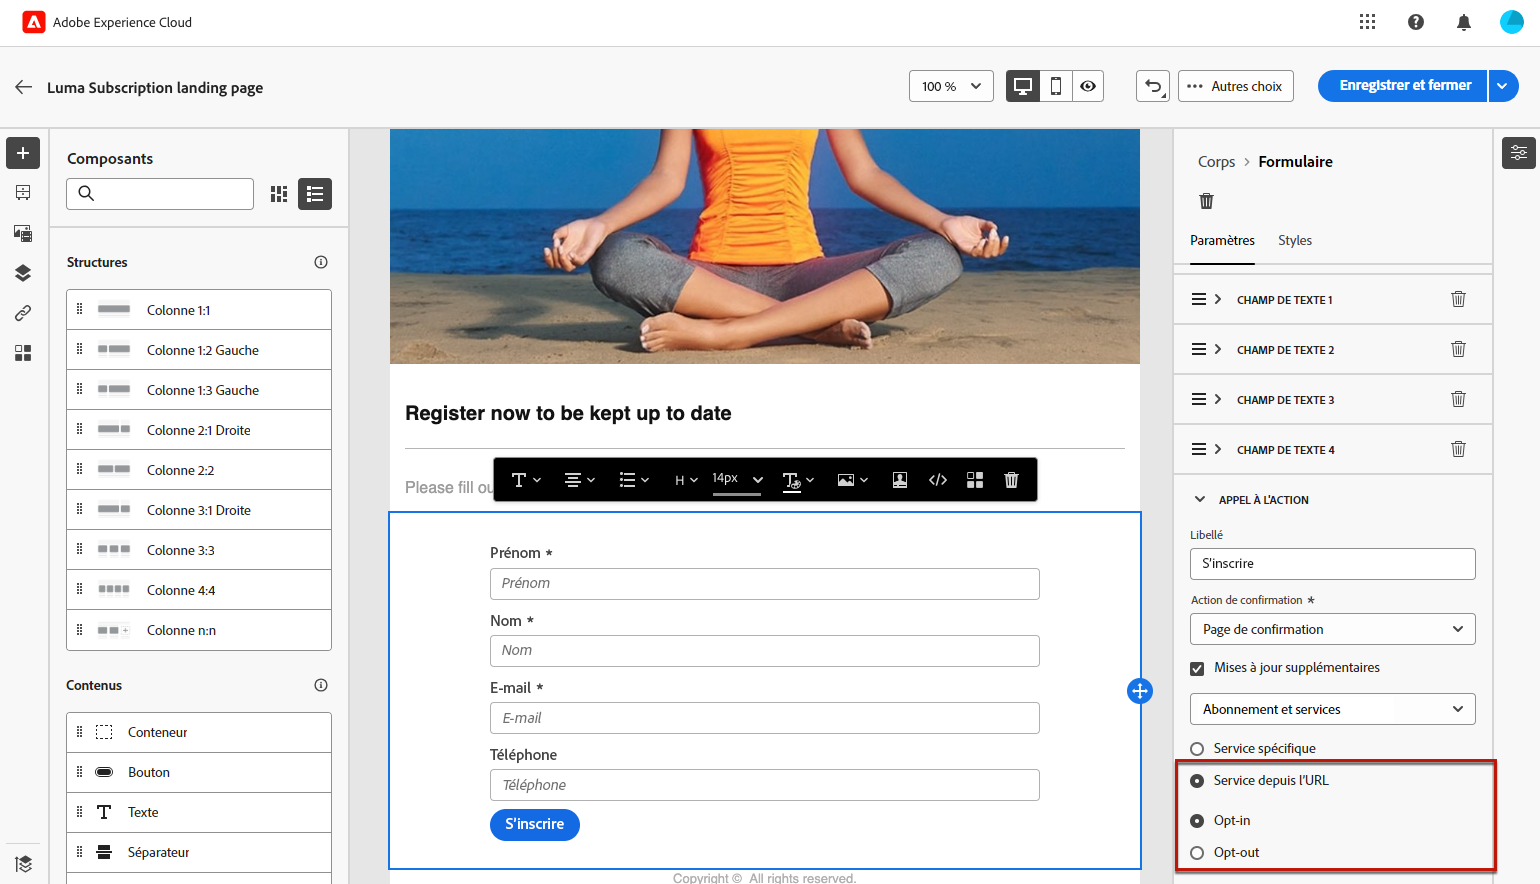 Adobe Experience Cloud
Luma Subscription landing page
100 %
Autres choix
Enregistrer et fermer
Composants
Structures
Colonne 1:1
Colonne 1:2 Gauche
Colonne 1:3 Gauche
Colonne 2:1 Droite
Colonne 2:2
Colonne 3:1 Droite
Colonne 3:3
Colonne 4:4
Colonne n:n
Contenus
Conteneur
Bouton
Texte
Séparateur
Register now to be kept up to date
Please fill ou
H
14px
Prénom *
Prénom
Nom *
Nom
E-mail *
E-mail
Téléphone
Téléphone
S'inscrire
Copyright © All rights reserved.
Corps > Formulaire
Paramètres
Styles
CHAMP DE TEXTE 1
CHAMP DE TEXTE 2
CHAMP DE TEXTE 3
CHAMP DE TEXTE 4
APPEL À L'ACTION
Libellé
S'inscrire
Action de confirmation *
Page de confirmation
Mises à jour supplémentaires
Abonnement et services
Service spécifique
Service depuis l'URL
Opt-in
Opt-out